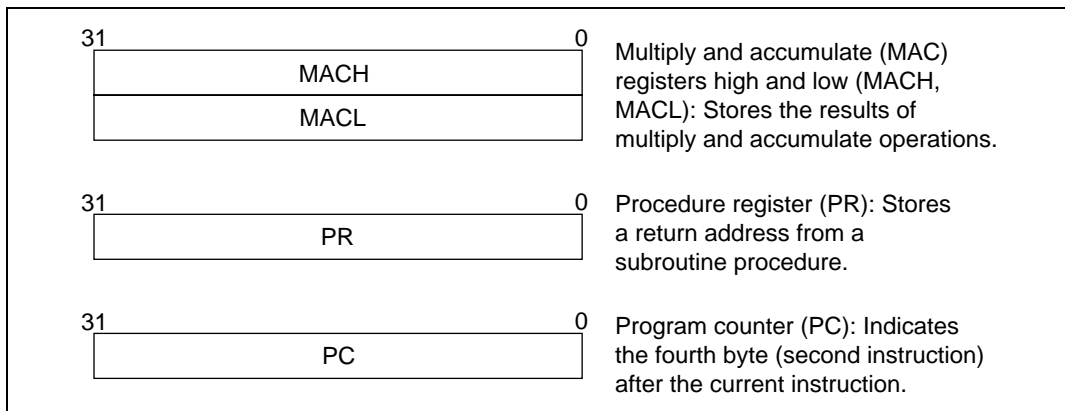 31 0
MACH
MACL
Multiply and accumulate (MAC)
registers high and low (MACH,
MACL): Stores the results of
multiply and accumulate operations.
31 0
PR
Procedure register (PR): Stores
a return address from a
subroutine procedure.
31 0
PC
Program counter (PC): Indicates
the fourth byte (second instruction)
after the current instruction.